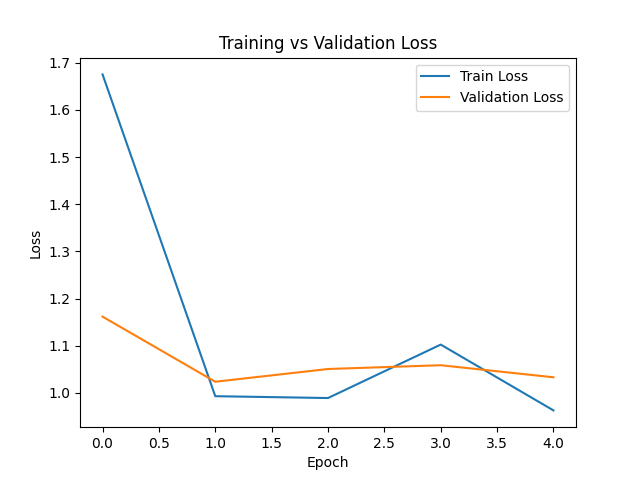 Training vs Validation Loss
Train Loss
Validation Loss
1.7
1.6
1.5
1.4
1.3
1.2
1.1
1.0
Loss
0.0 0.5 1.0 1.5 2.0 2.5 3.0 3.5 4.0
Epoch